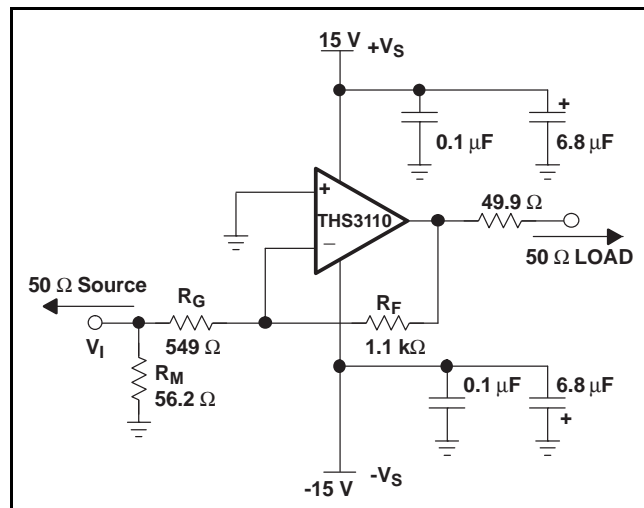 15 V
+VS
+
0.1 µF
6.8 µF
+
THS3110
−
49.9 Ω
50 Ω LOAD
50 Ω Source
RG
RF
VI
549 Ω
1.1 kΩ
RM
56.2 Ω
0.1 µF
6.8 µF
+
-15 V
-VS